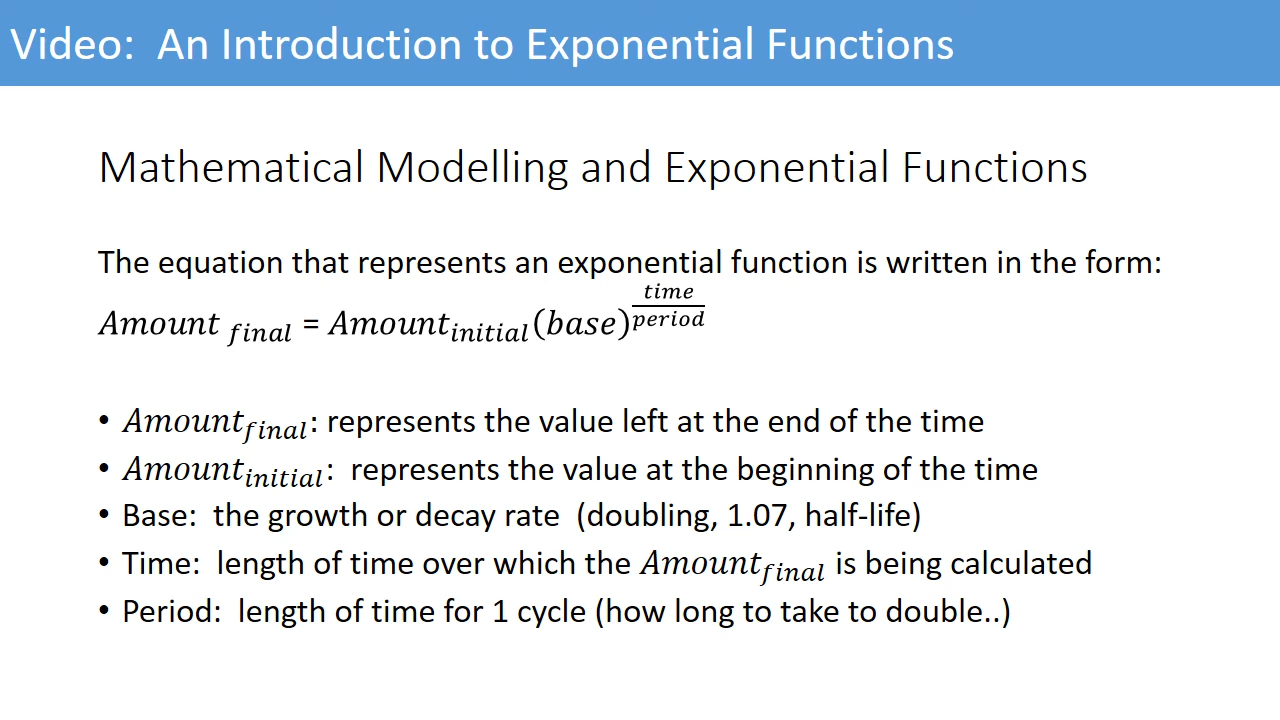 Video:  An Introduction to Exponential Functions
Mathematical Modelling and Exponential Functions
The equation that represents an exponential function is written in the form:
Amount final = Amount_initial(base)^(time/period)
• Amount_final: represents the value left at the end of the time
• Amount_initial:  represents the value at the beginning of the time
• Base:  the growth or decay rate  (doubling, 1.07, half-life)
• Time:  length of time over which the Amount_final is being calculated
• Period:  length of time for 1 cycle (how long to take to double..)